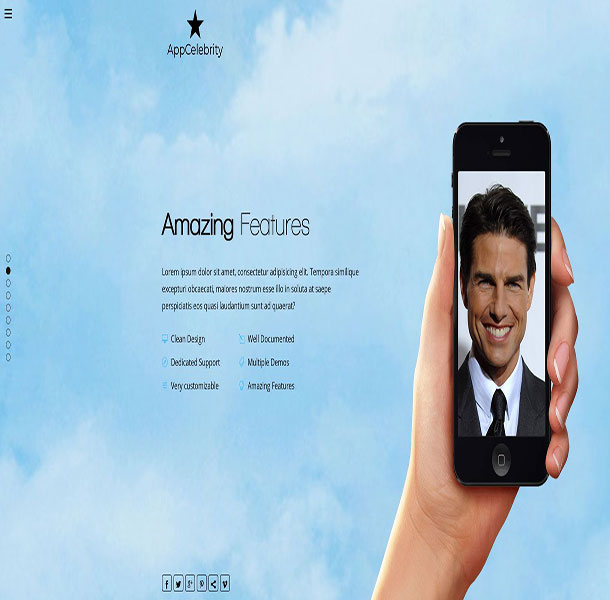 AppCelebrity
Amazing Features
Lorem ipsum dolor sit amet, consectetur adipisicing elit. Tempora similique
excepturi obcaecati, maiores nostrum esse illo in soluta at saepe
perspiciatis eos quasi laudantium sunt ad quaerat?
Clean Design
Well Documented
Dedicated Support
Multiple Demos
Very customizable
Amazing Features